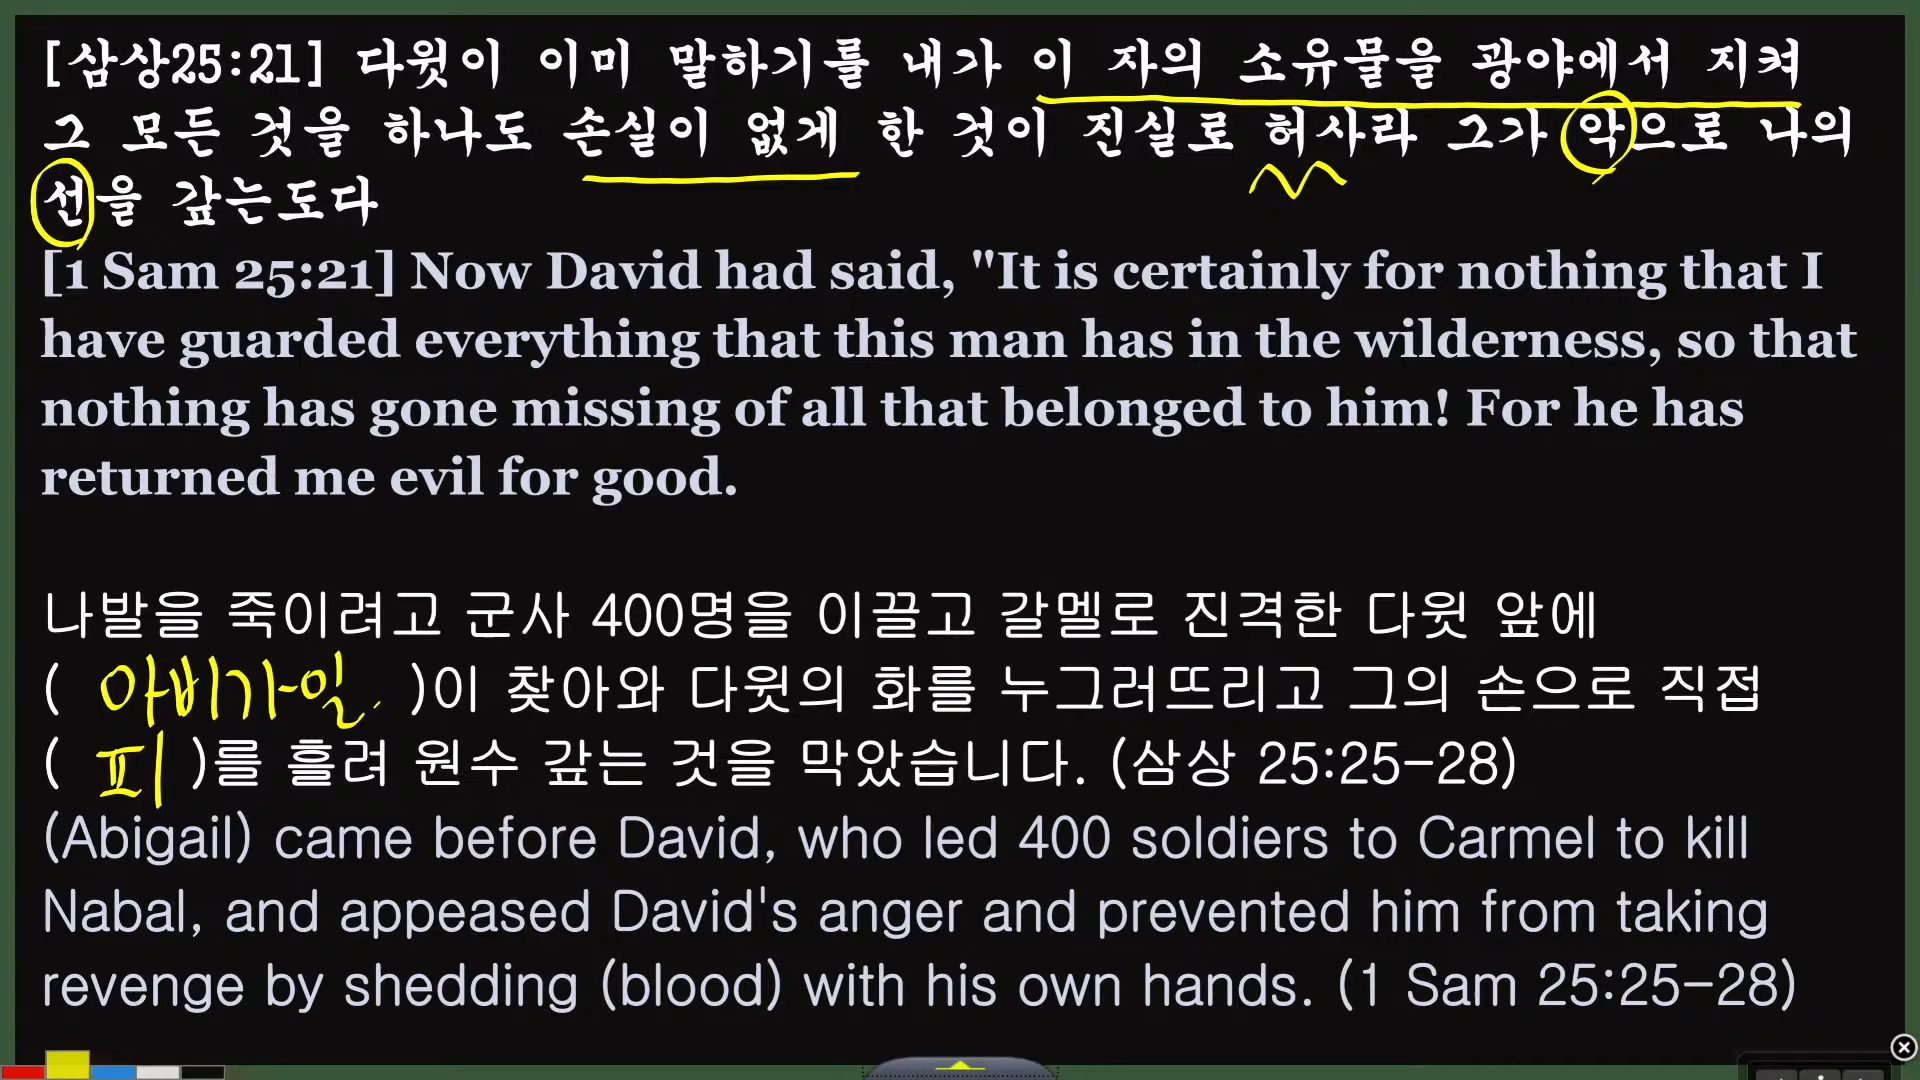 [삼상25:21] 다윗이 이미 말하기를 내가 이 자의 소유물을 광야에서 지켜
그 모든 것을 하나도 손실이 없게 한 것이 진실로 허사라 그가 악으로 나의
선을 갚는도다
[1 Sam 25:21] Now David had said, "It is certainly for nothing that I
have guarded everything that this man has in the wilderness, so that
nothing has gone missing of all that belonged to him! For he has
returned me evil for good.
나발을 죽이려고 군사 400명을 이끌고 갈멜로 진격한 다윗 앞에
( 아비가일 )이 찾아와 다윗의 화를 누그러뜨리고 그의 손으로 직접
( 피 )를 흘려 원수 갚는 것을 막았습니다. (삼상 25:25-28)
(Abigail) came before David, who led 400 soldiers to Carmel to kill
Nabal, and appeased David's anger and prevented him from taking
revenge by shedding (blood) with his own hands. (1 Sam 25:25-28)